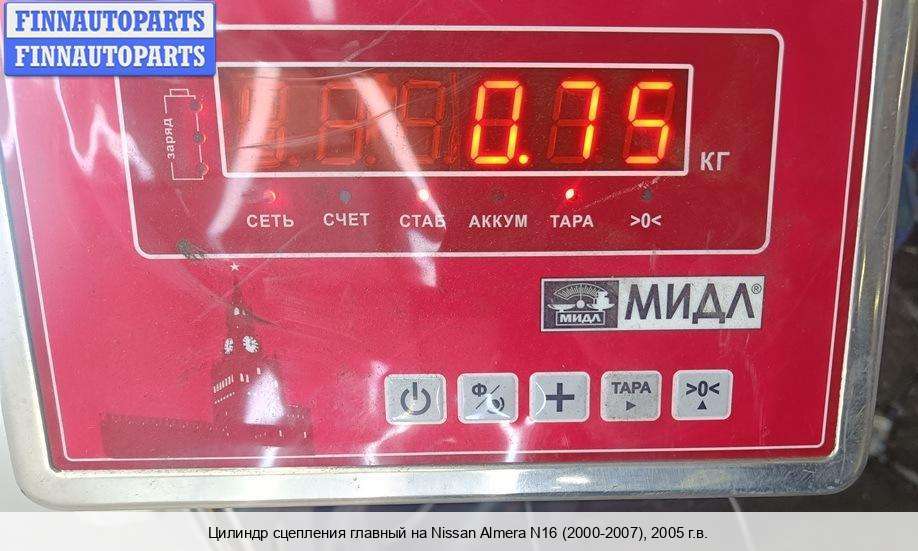 FINNAUTOPARTS
FINNAUTOPARTS
заряд
0.75
КГ
СЕТЬ СЧЕТ СТАБ АККУМ ТАРА >0<
МИДЛ МИДЛ®
Ф/ + ТАРА >0<
Цилиндр сцепления главный на Nissan Almera N16 (2000-2007), 2005 г.в.